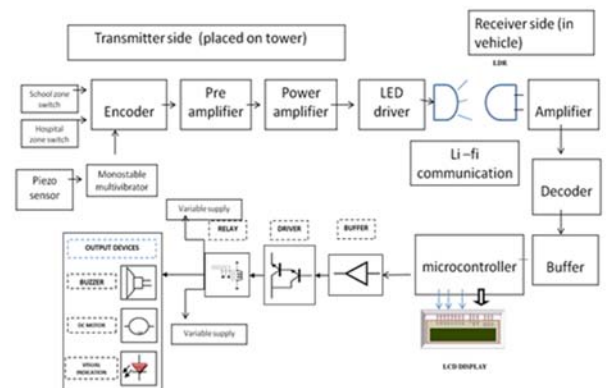 Transmitter side (placed on tower)
Receiver side (in
vehicle)
LDR
School zone
switch
Hospital
zone switch
Encoder
Pre
amplifier
Power
amplifier
LED
driver
Amplifier
Li –fi
communication
Piezo
sensor
Monostable
multivibrator
Decoder
Buffer
microcontroller
LCD DISPLAY
BUFFER
DRIVER
RELAY
Variable supply
Variable supply
OUTPUT DEVICES
BUZZER
DC MOTOR
VISUAL
INDICATION